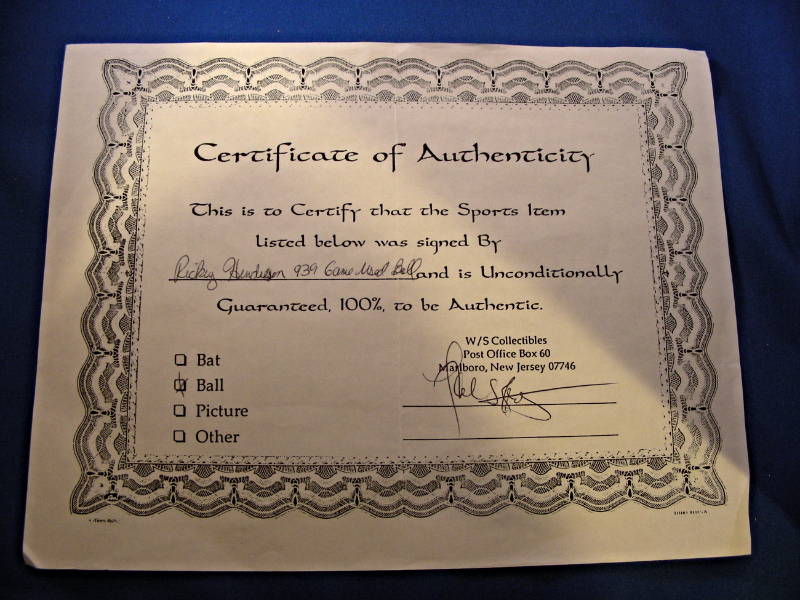 Certificate of Authenticity
This is to Certify that the Sports Item
listed below was signed By
Rickey Henderson 939 Game Used Ball and is Unconditionally
Guaranteed, 100%, to be Authentic.
W/S Collectibles
Post Office Box 60
Marlboro, New Jersey 07746
Bat
Ball
Picture
Other